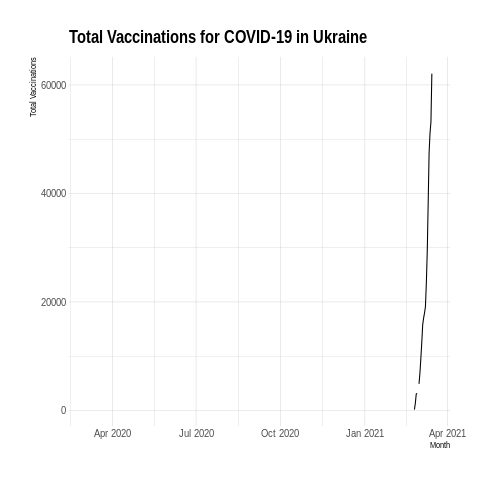 Total Vaccinations for COVID-19 in Ukraine
Total Vaccinations
60000
40000
20000
0
Apr 2020 Jul 2020 Oct 2020 Jan 2021 Apr 2021
Month